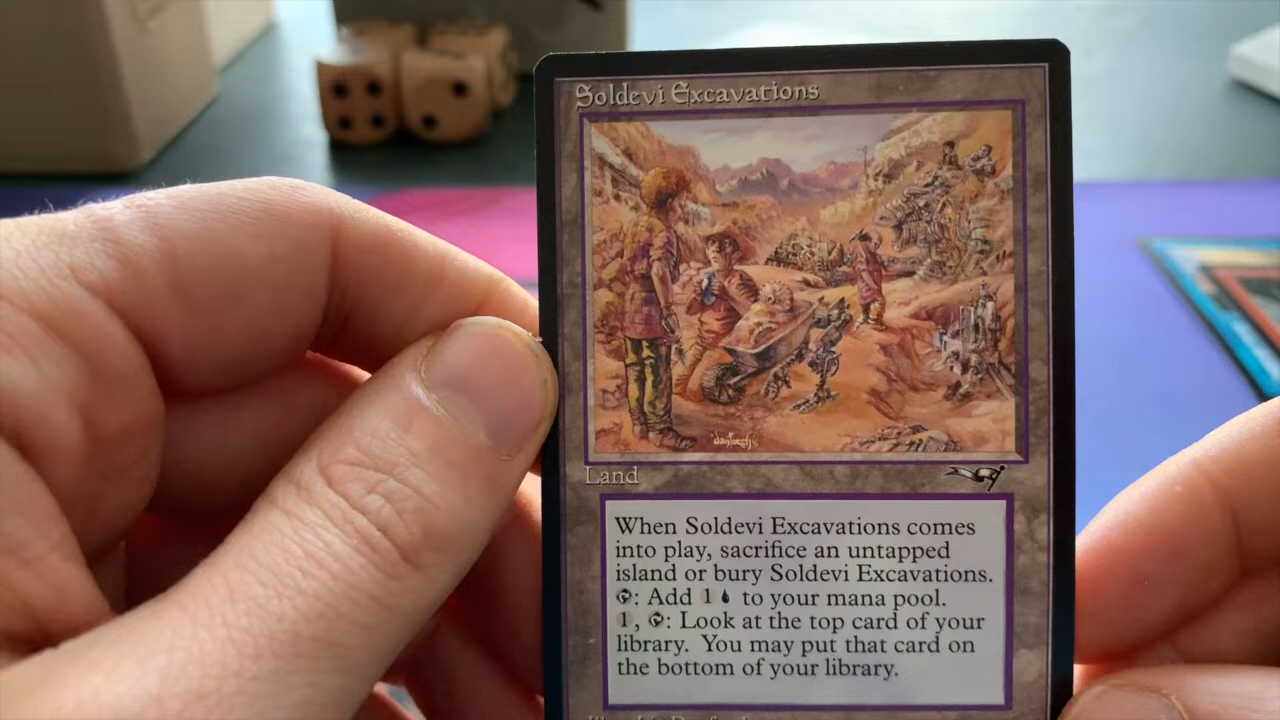 Soldevi Excavations
Danforth
Land
When Soldevi Excavations comes
into play, sacrifice an untapped
island or bury Soldevi Excavations.
: Add 1 to your mana pool.
1, : Look at the top card of your
library. You may put that card on
the bottom of your library.